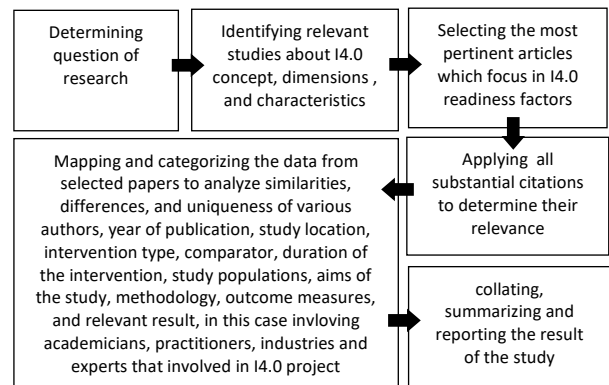 Determining
question of
research
Identifying relevant
studies about I4.0
concept, dimensions ,
and characteristics
Selecting the most
pertinent articles
which focus in I4.0
readiness factors
Applying all
substantial citations
to determine their
relevance
Mapping and categorizing the data from
selected papers to analyze similarities,
differences, and uniqueness of various
authors, year of publication, study location,
intervention type, comparator, duration of
the intervention, study populations, aims of
the study, methodology, outcome measures,
and relevant result, in this case invloving
academicians, practitioners, industries and
experts that involved in I4.0 project
collating,
summarizing and
reporting the result
of the study